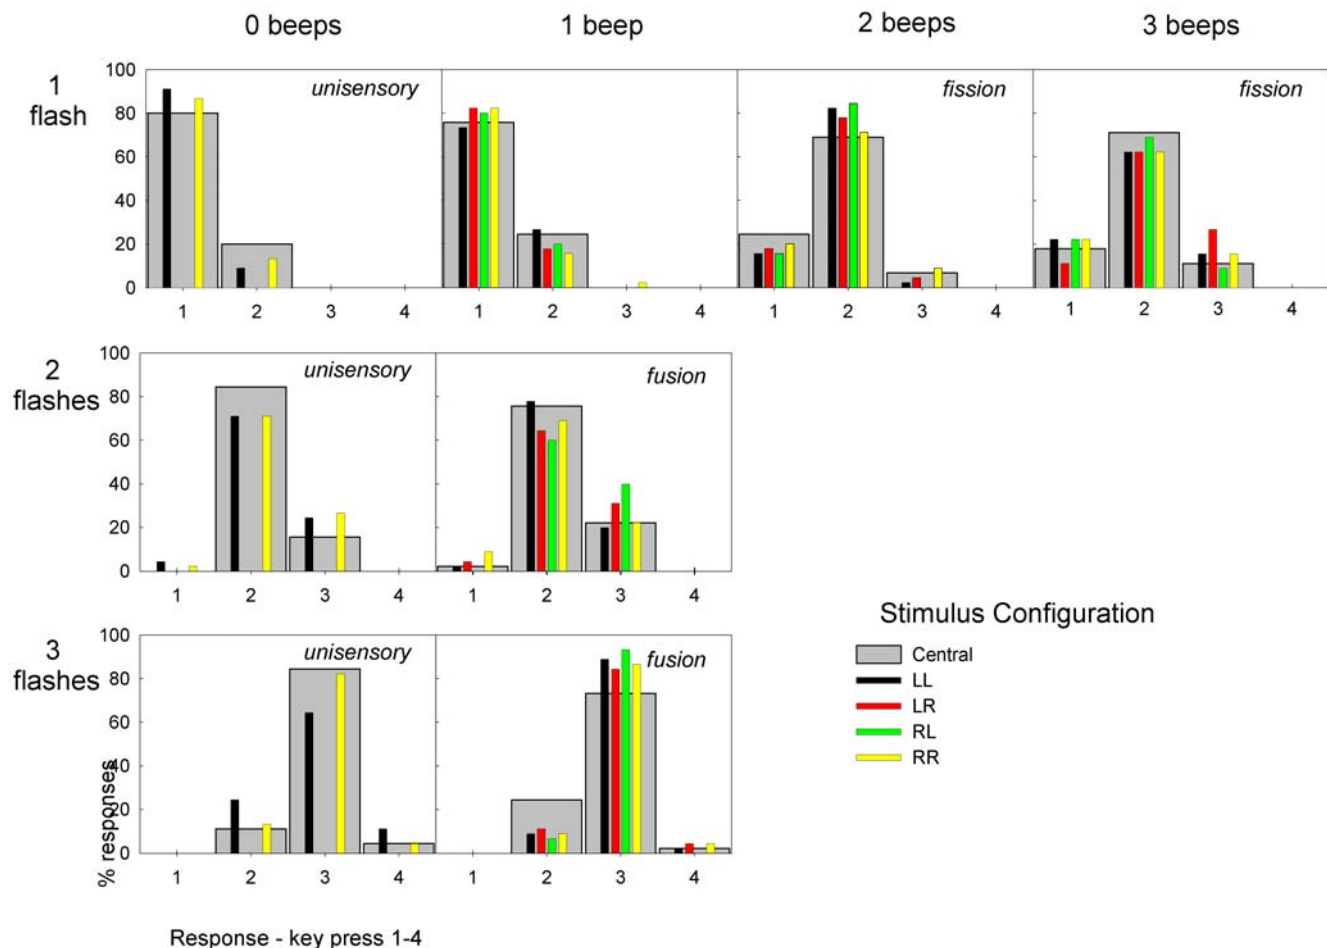 0 beeps 1 beep 2 beeps 3 beeps
1 flash
100 unisensory fission fission
80
60
40
20
0
1 2 3 4 1 2 3 4 1 2 3 4 1 2 3 4
2 flashes
100 unisensory fusion
80
60
40
20
0
1 2 3 4 1 2 3 4
3 flashes
100 unisensory fusion
80
60
40
20
0
% responses
1 2 3 4 1 2 3 4
Response - key press 1-4
Stimulus Configuration
Central
LL
LR
RL
RR